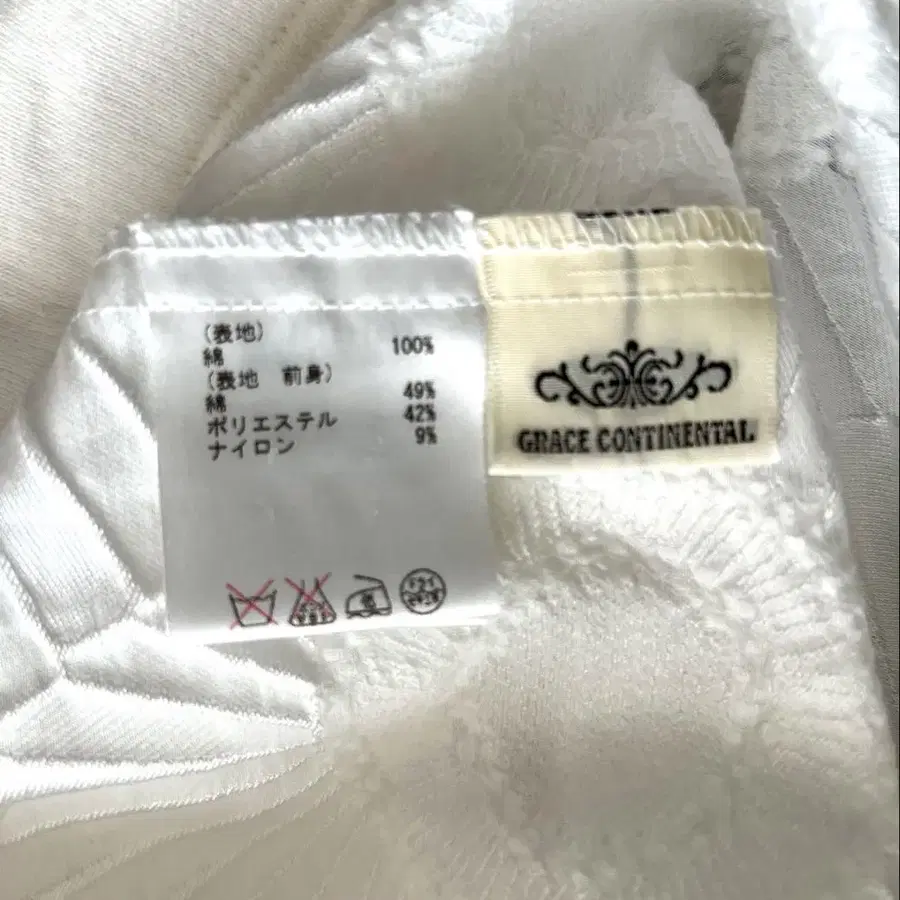 (表地)
綿 100%
(表地 前身)
綿 49%
ポリエステル 42%
ナイロン 9%
GRACE CONTINENTAL